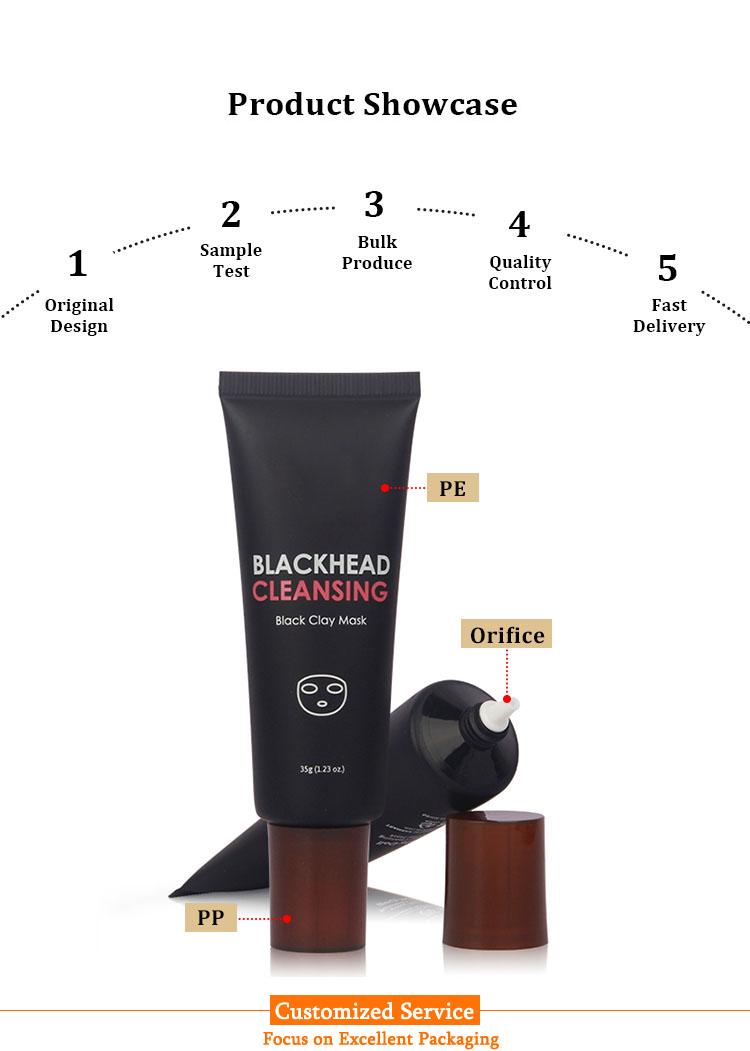 Product Showcase
1
Original
Design
2
Sample
Test
3
Bulk
Produce
4
Quality
Control
5
Fast
Delivery
PE
BLACKHEAD
CLEANSING
Black Clay Mask
35g (1.23 oz.)
Orifice
PP
Customized Service
Focus on Excellent Packaging